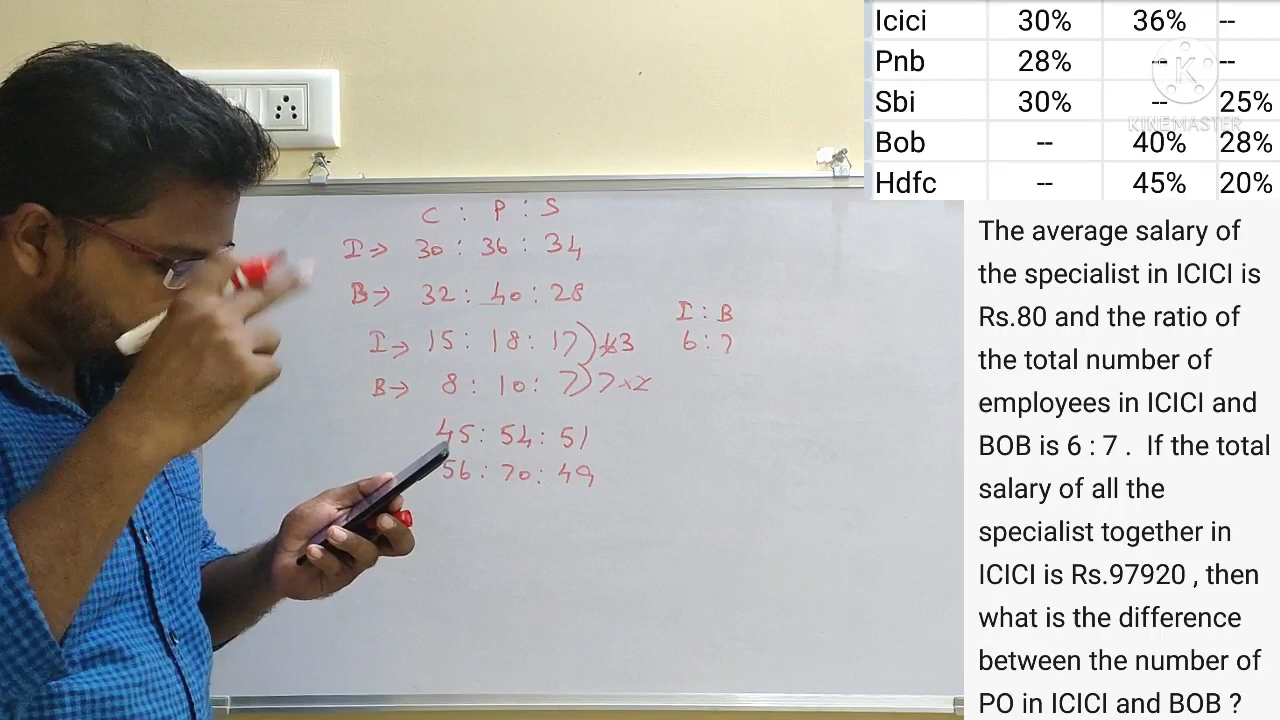 Icici 30% 36% --
Pnb 28% -- --
Sbi 30% -- 25%
Bob -- 40% 28%
Hdfc -- 45% 20%
K
KINEMASTER
The average salary of
the specialist in ICICI is
Rs.80 and the ratio of
the total number of
employees in ICICI and
BOB is 6 : 7 . If the total
salary of all the
specialist together in
ICICI is Rs.97920 , then
what is the difference
between the number of
PO in ICICI and BOB ?
C : P : S
I ⇒ 30 : 36 : 34
B → 32 : 40 : 28
I → 15 : 18 : 17 ) x3
B → 8 : 10 : 7 ) 7x2
I : B
6 : 7
45 : 54 : 51
56 : 70 : 49